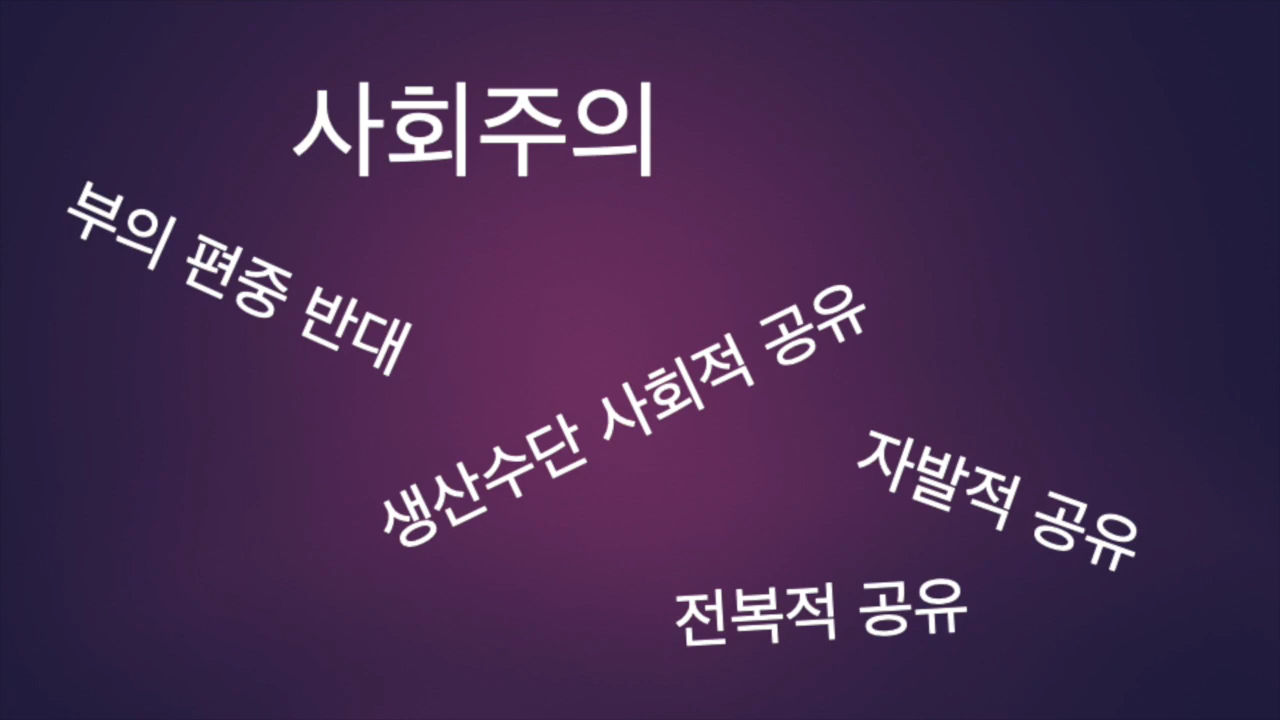 사회주의
부의 편중 반대
생산수단 사회적 공유
자발적 공유
전복적 공유